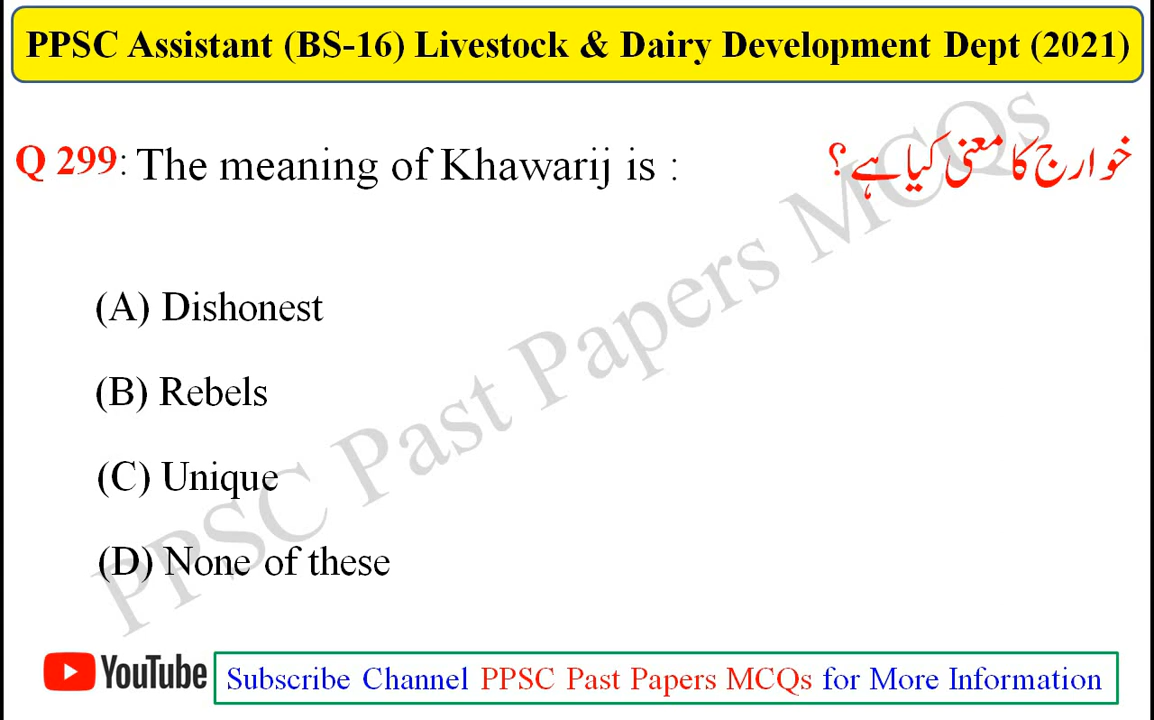 PPSC Assistant (BS-16) Livestock & Dairy Development Dept (2021)
Q 299: The meaning of Khawarij is :
خوارج کا معنی کیا ہے؟
(A) Dishonest
(B) Rebels
(C) Unique
(D) None of these
PPSC Past Papers MCQs
YouTube
Subscribe Channel PPSC Past Papers MCQs for More Information